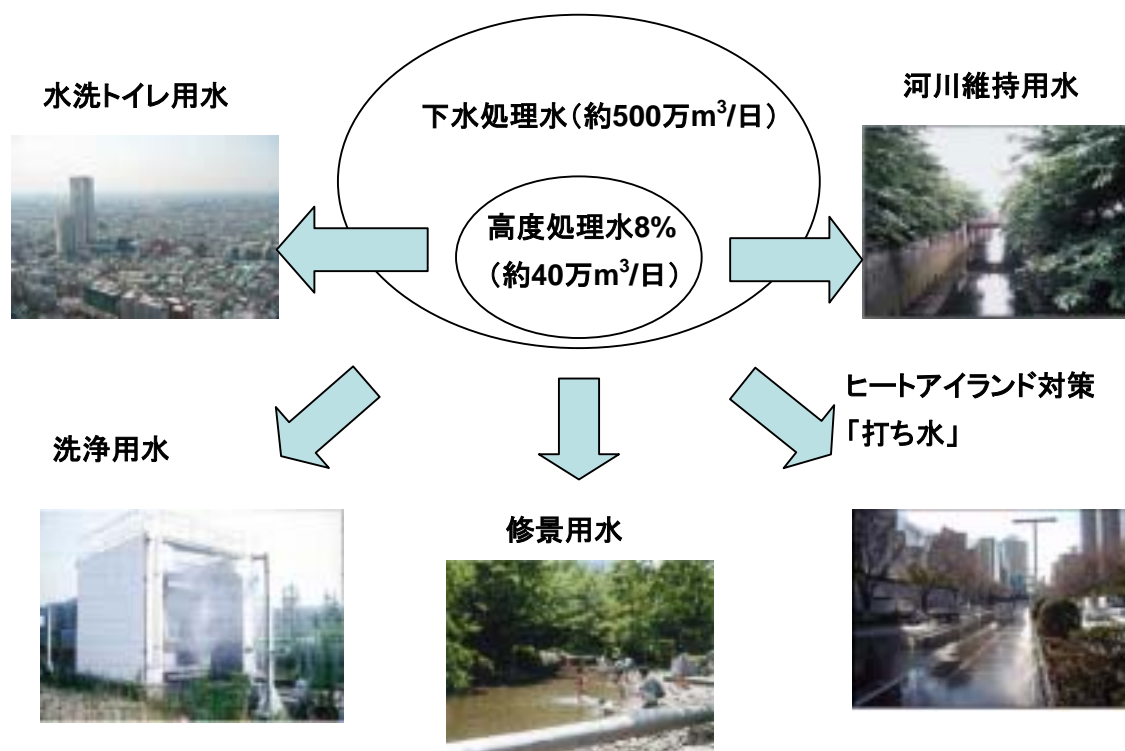 水洗トイレ用水
下水処理水（約500万m³/日）
高度処理水8%
（約40万m³/日）
河川維持用水
洗浄用水
修景用水
ヒートアイランド対策
「打ち水」